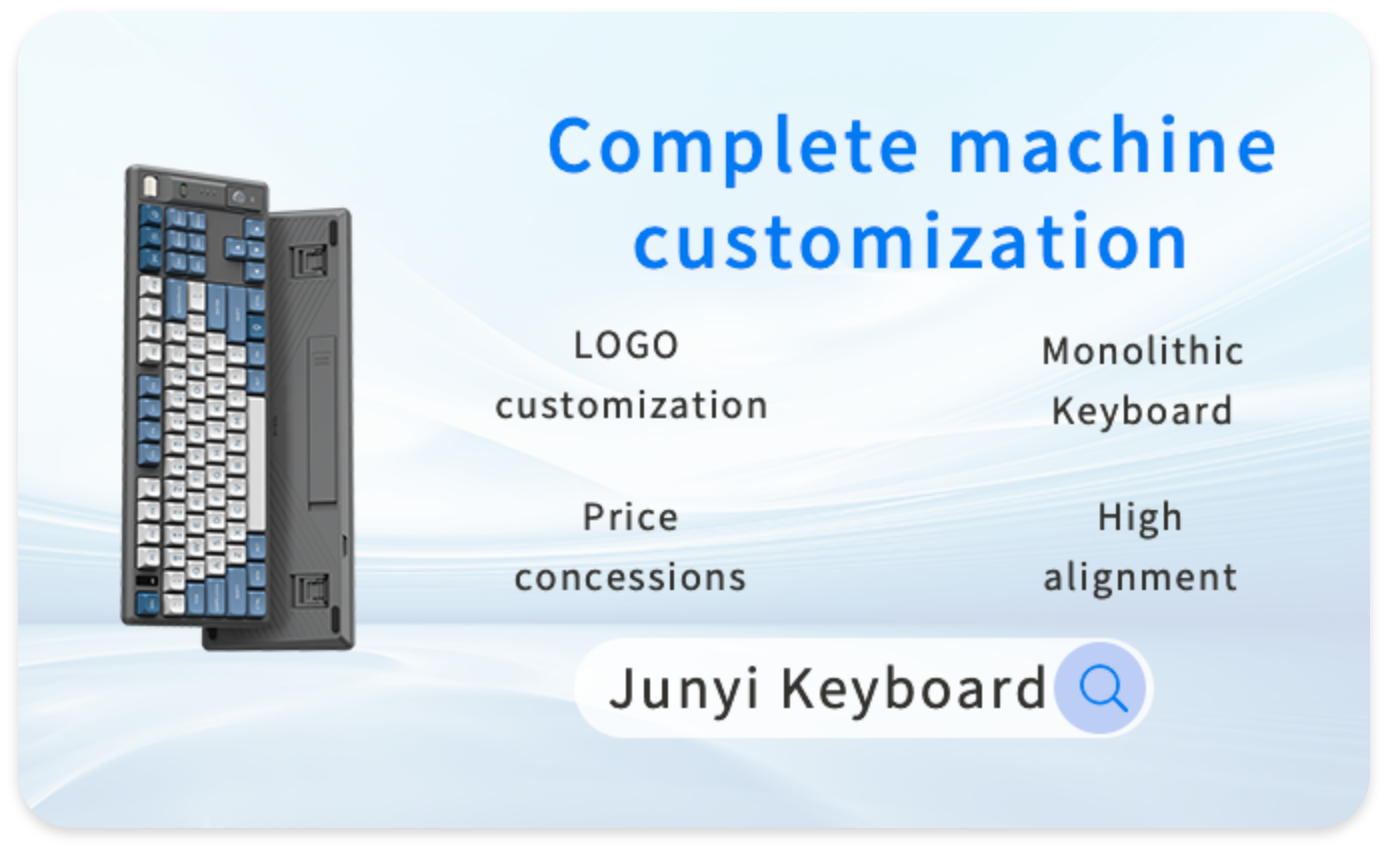 Complete machine
customization
LOGO
customization
Monolithic
Keyboard
Price
concessions
High
alignment
Junyi Keyboard